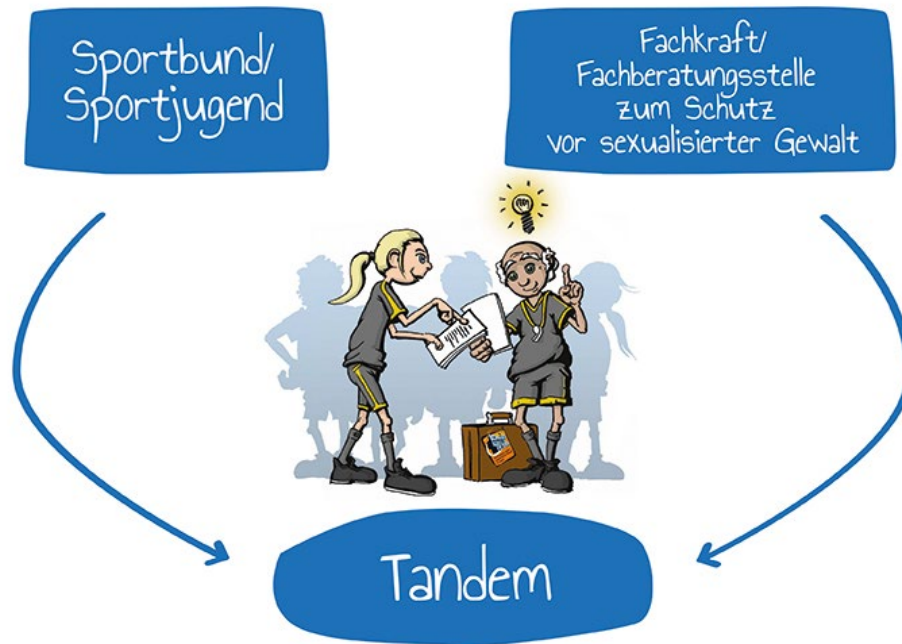 Sportbund/
Sportjugend
Fachkraft/
Fachberatungsstelle
zum Schutz
vor sexualisierter Gewalt
Tandem